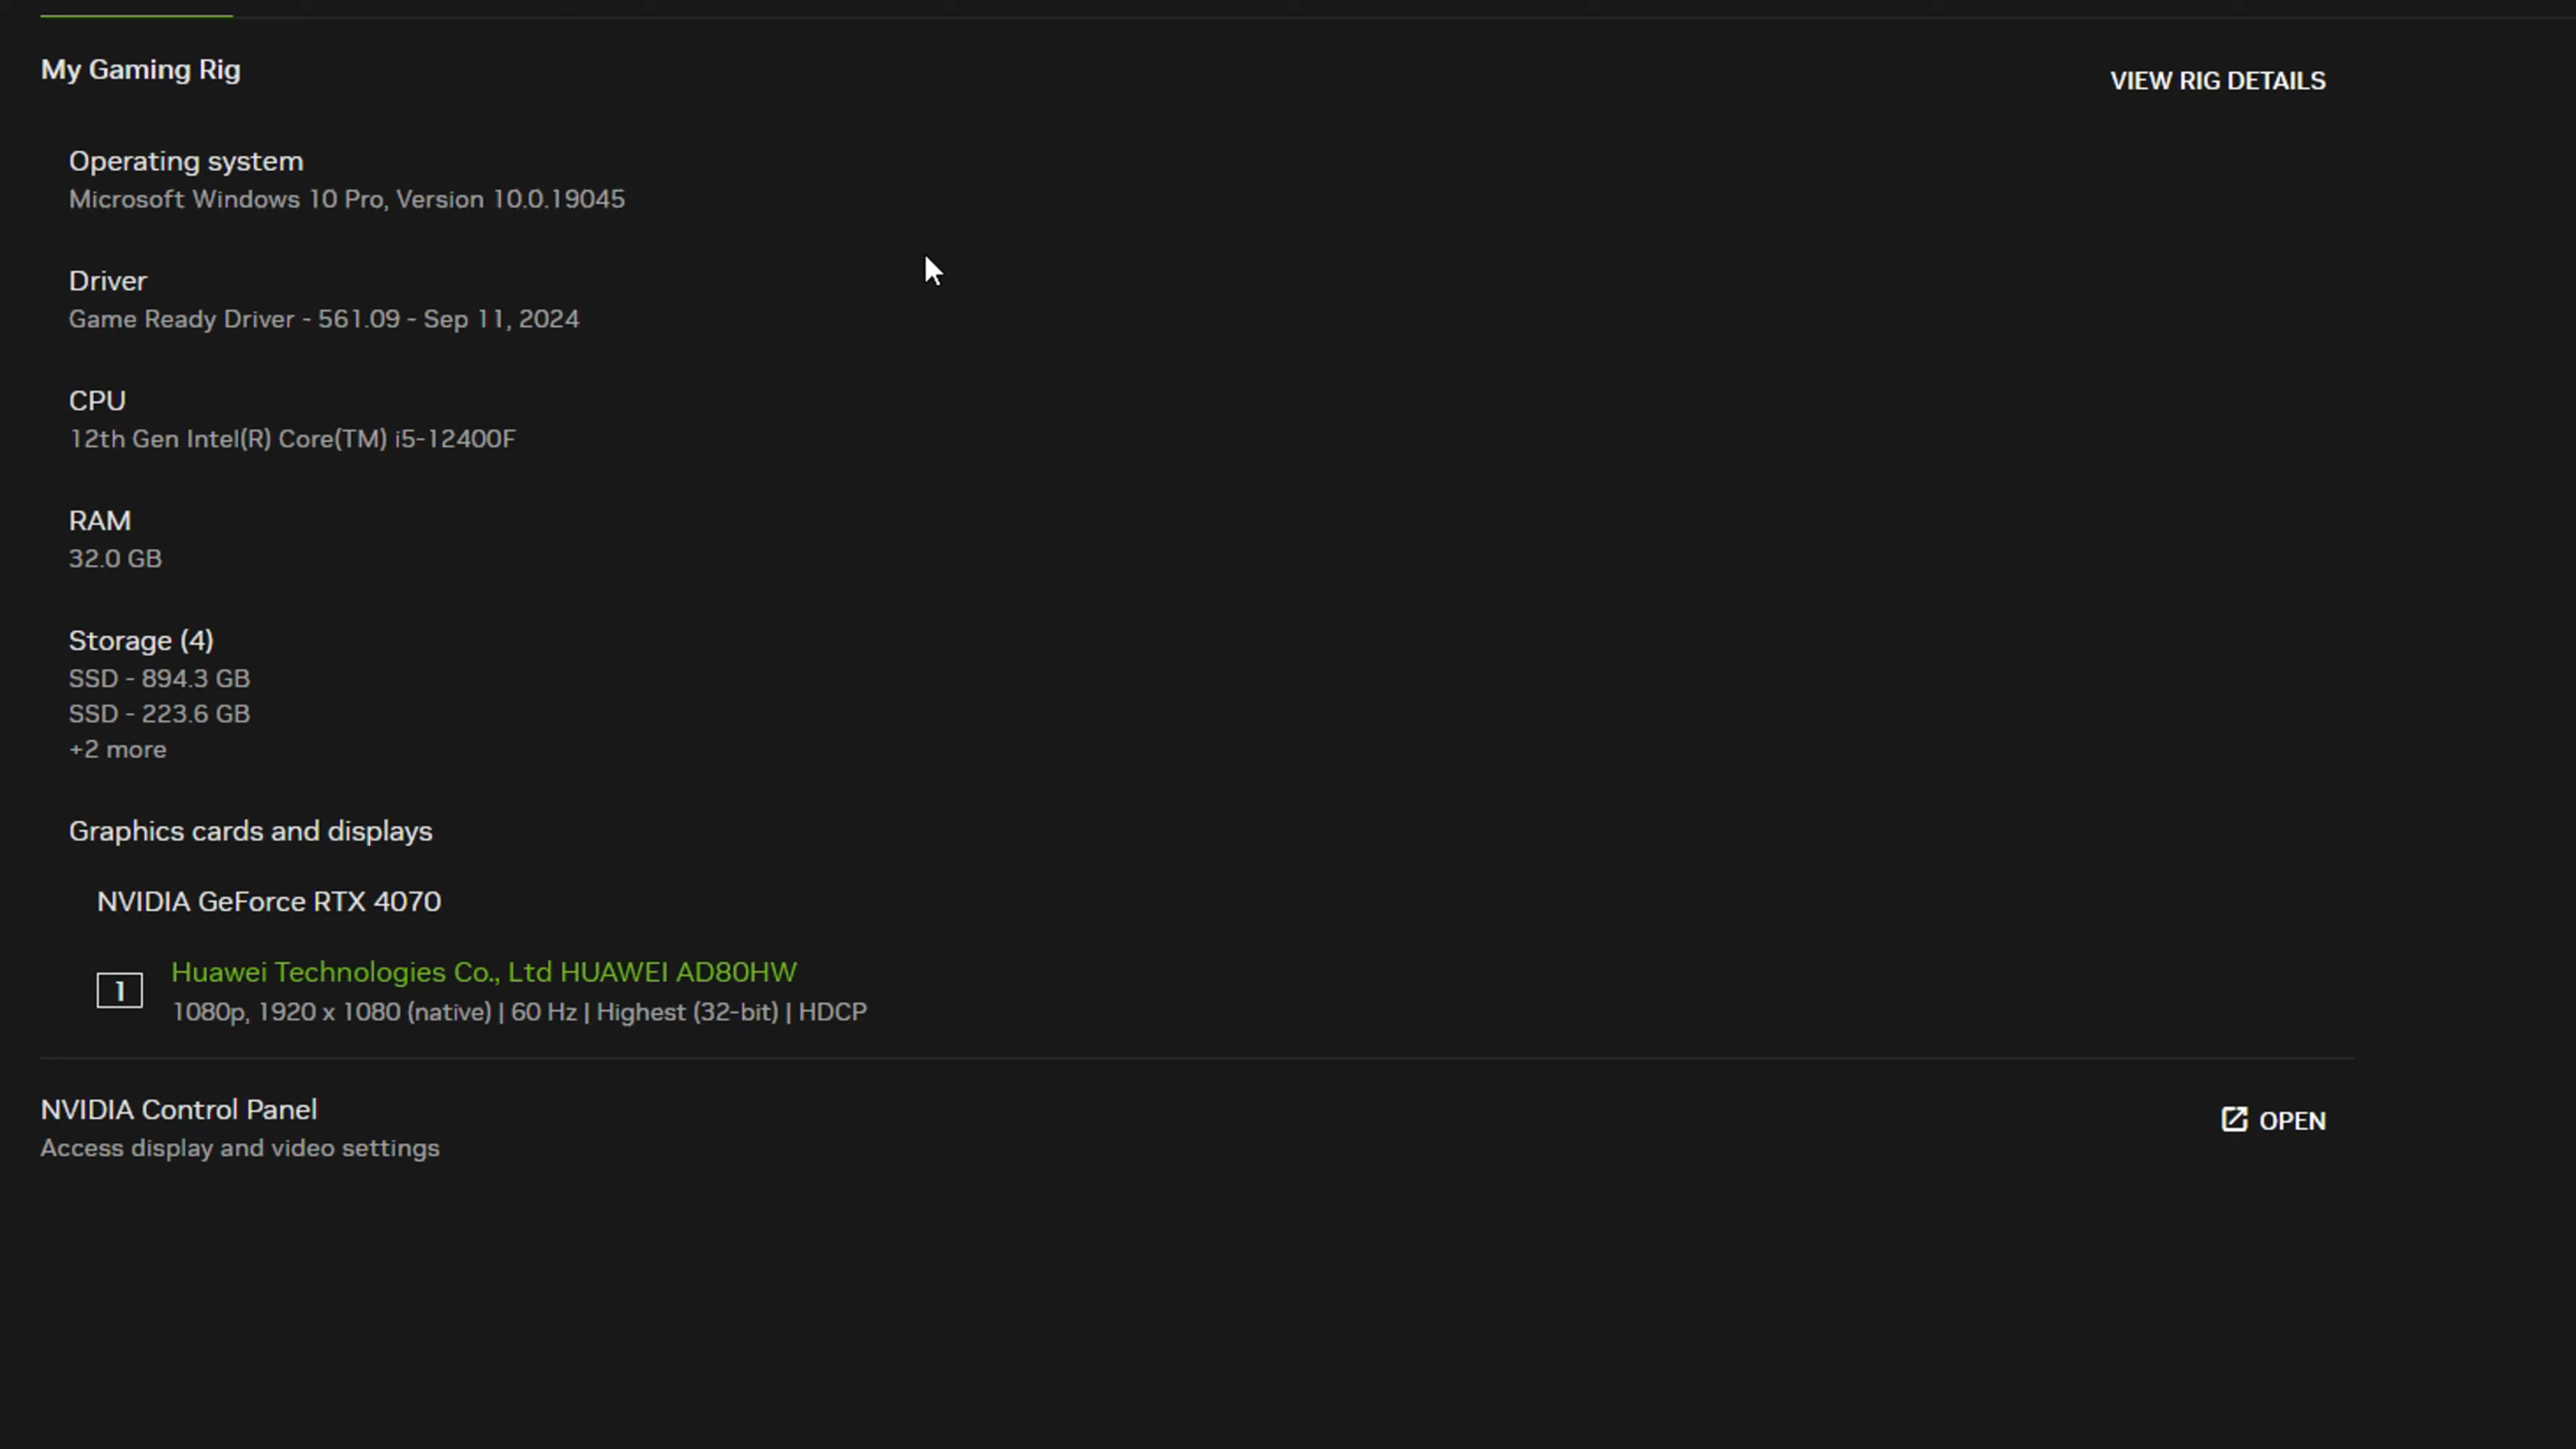 My Gaming Rig
VIEW RIG DETAILS
Operating system
Microsoft Windows 10 Pro, Version 10.0.19045
Driver
Game Ready Driver - 561.09 - Sep 11, 2024
CPU
12th Gen Intel(R) Core(TM) i5-12400F
RAM
32.0 GB
Storage (4)
SSD - 894.3 GB
SSD - 223.6 GB
+2 more
Graphics cards and displays
NVIDIA GeForce RTX 4070
1
Huawei Technologies Co., Ltd HUAWEI AD80HW
1080p, 1920 x 1080 (native) | 60 Hz | Highest (32-bit) | HDCP
NVIDIA Control Panel
Access display and video settings
OPEN